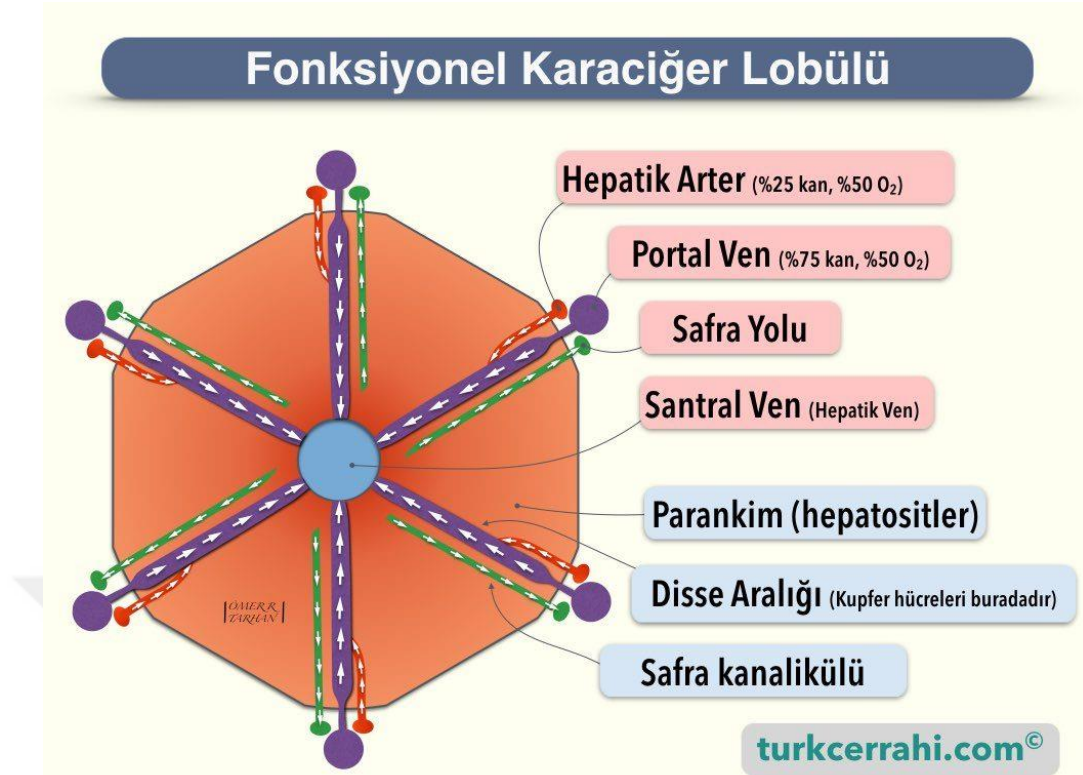 Fonksiyonel Karaciğer Lobülü
Hepatik Arter (%25 kan, %50 O₂)
Portal Ven (%75 kan, %50 O₂)
Safra Yolu
Santral Ven (Hepatik Ven)
Parankim (hepatositler)
Disse Aralığı (Kupfer hücreleri buradadır)
Safra kanalikülü
ÖMER R.
TARHAN
turkcerrahi.com©